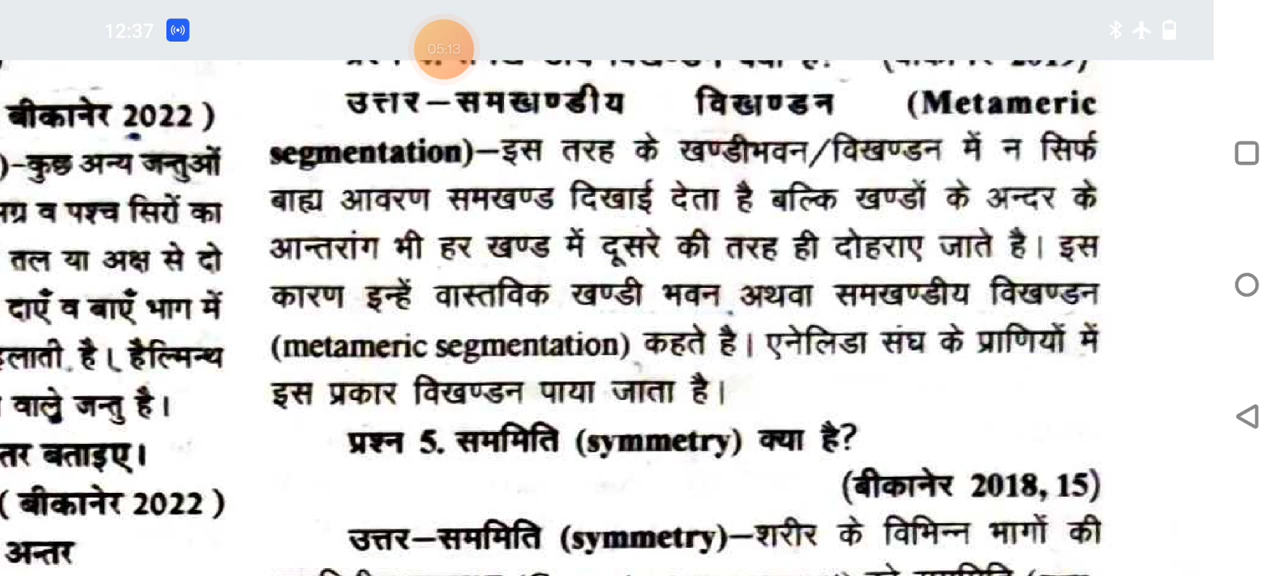 12:37
05:13
बीकानेर 2022 )
)-कुछ अन्य जन्तुओं
व पश्च सिरों का
तल या अक्ष से दो
दाएँ व बाएँ भाग में
है। हैल्मिन्थ
वाले जन्तु है।
बताइए।
( बीकानेर 2022 )
अन्तर
उत्तर–समखण्डीय विखण्डन (Metameric
segmentation)–इस तरह के खण्डीभवन/विखण्डन में न सिर्फ
बाह्य आवरण समखण्ड दिखाई देता है बल्कि खण्डों के अन्दर के
आन्तरांग भी हर खण्ड में दूसरे की तरह ही दोहराए जाते है। इस
कारण इन्हें वास्तविक खण्डी भवन अथवा समखण्डीय विखण्डन
(metameric segmentation) कहते है। एनेलिडा संघ के प्राणियों में
इस प्रकार विखण्डन पाया जाता है।
प्रश्न 5. सममिति (symmetry) क्या है?
(बीकानेर 2018, 15)
उत्तर–सममिति (symmetry)–शरीर के विभिन्न भागों की